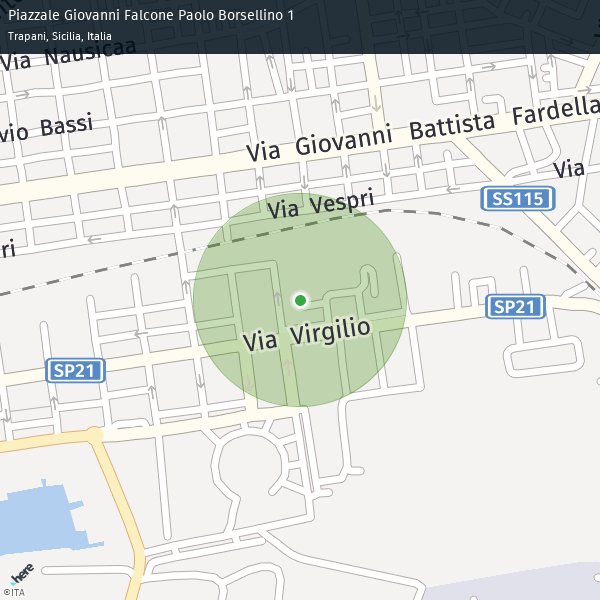 Piazzale Giovanni Falcone Paolo Borsellino 1
Trapani, Sicilia, Italia
Via Nausicaa
vio Bassi
Via Giovanni Battista Fardella
Via
SS115
Via Vespri
ri
SP21
Via Virgilio
SP21
here
©ITA